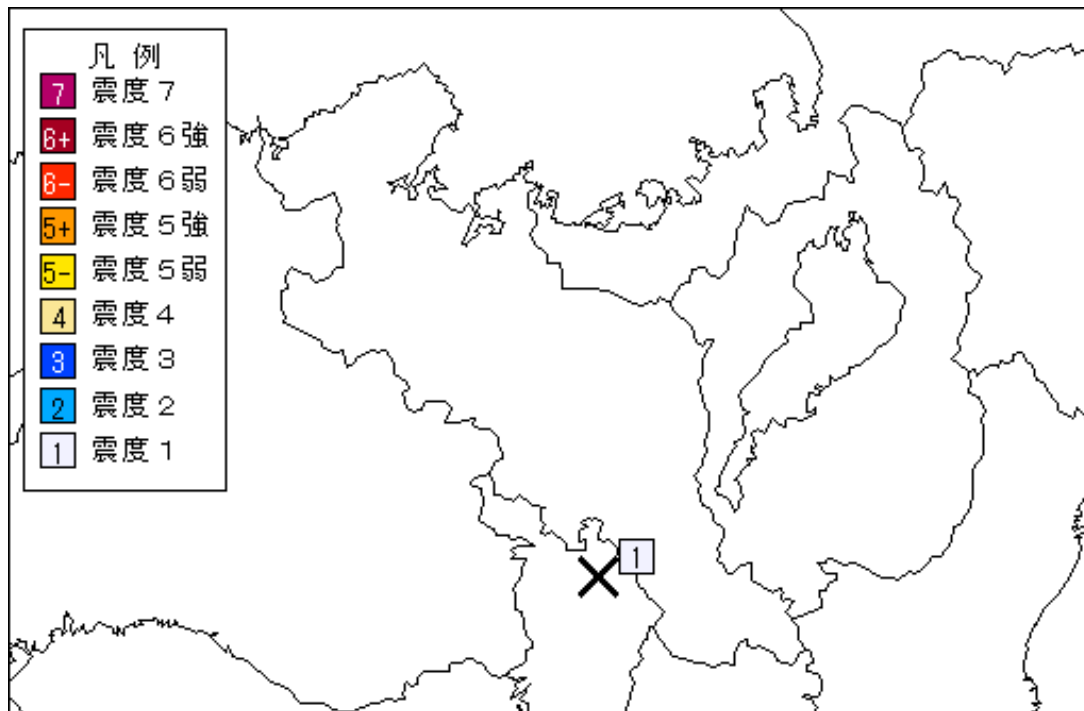 凡 例
7 震度７
6+ 震度６強
6- 震度６弱
5+ 震度５強
5- 震度５弱
4 震度４
3 震度３
2 震度２
1 震度１
1